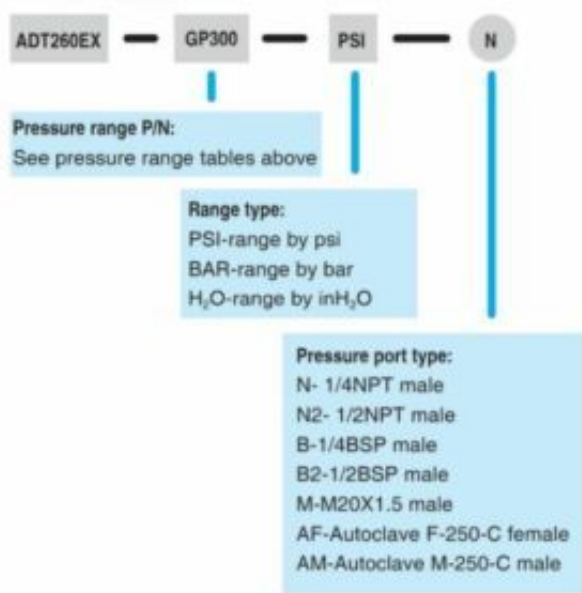 ADT260EX — GP300 — PSI — N
Pressure range P/N:
See pressure range tables above
Range type:
PSI-range by psi
BAR-range by bar
H₂O-range by inH₂O
Pressure port type:
N- 1/4NPT male
N2- 1/2NPT male
B-1/4BSP male
B2-1/2BSP male
M-M20X1.5 male
AF-Autoclave F-250-C female
AM-Autoclave M-250-C male